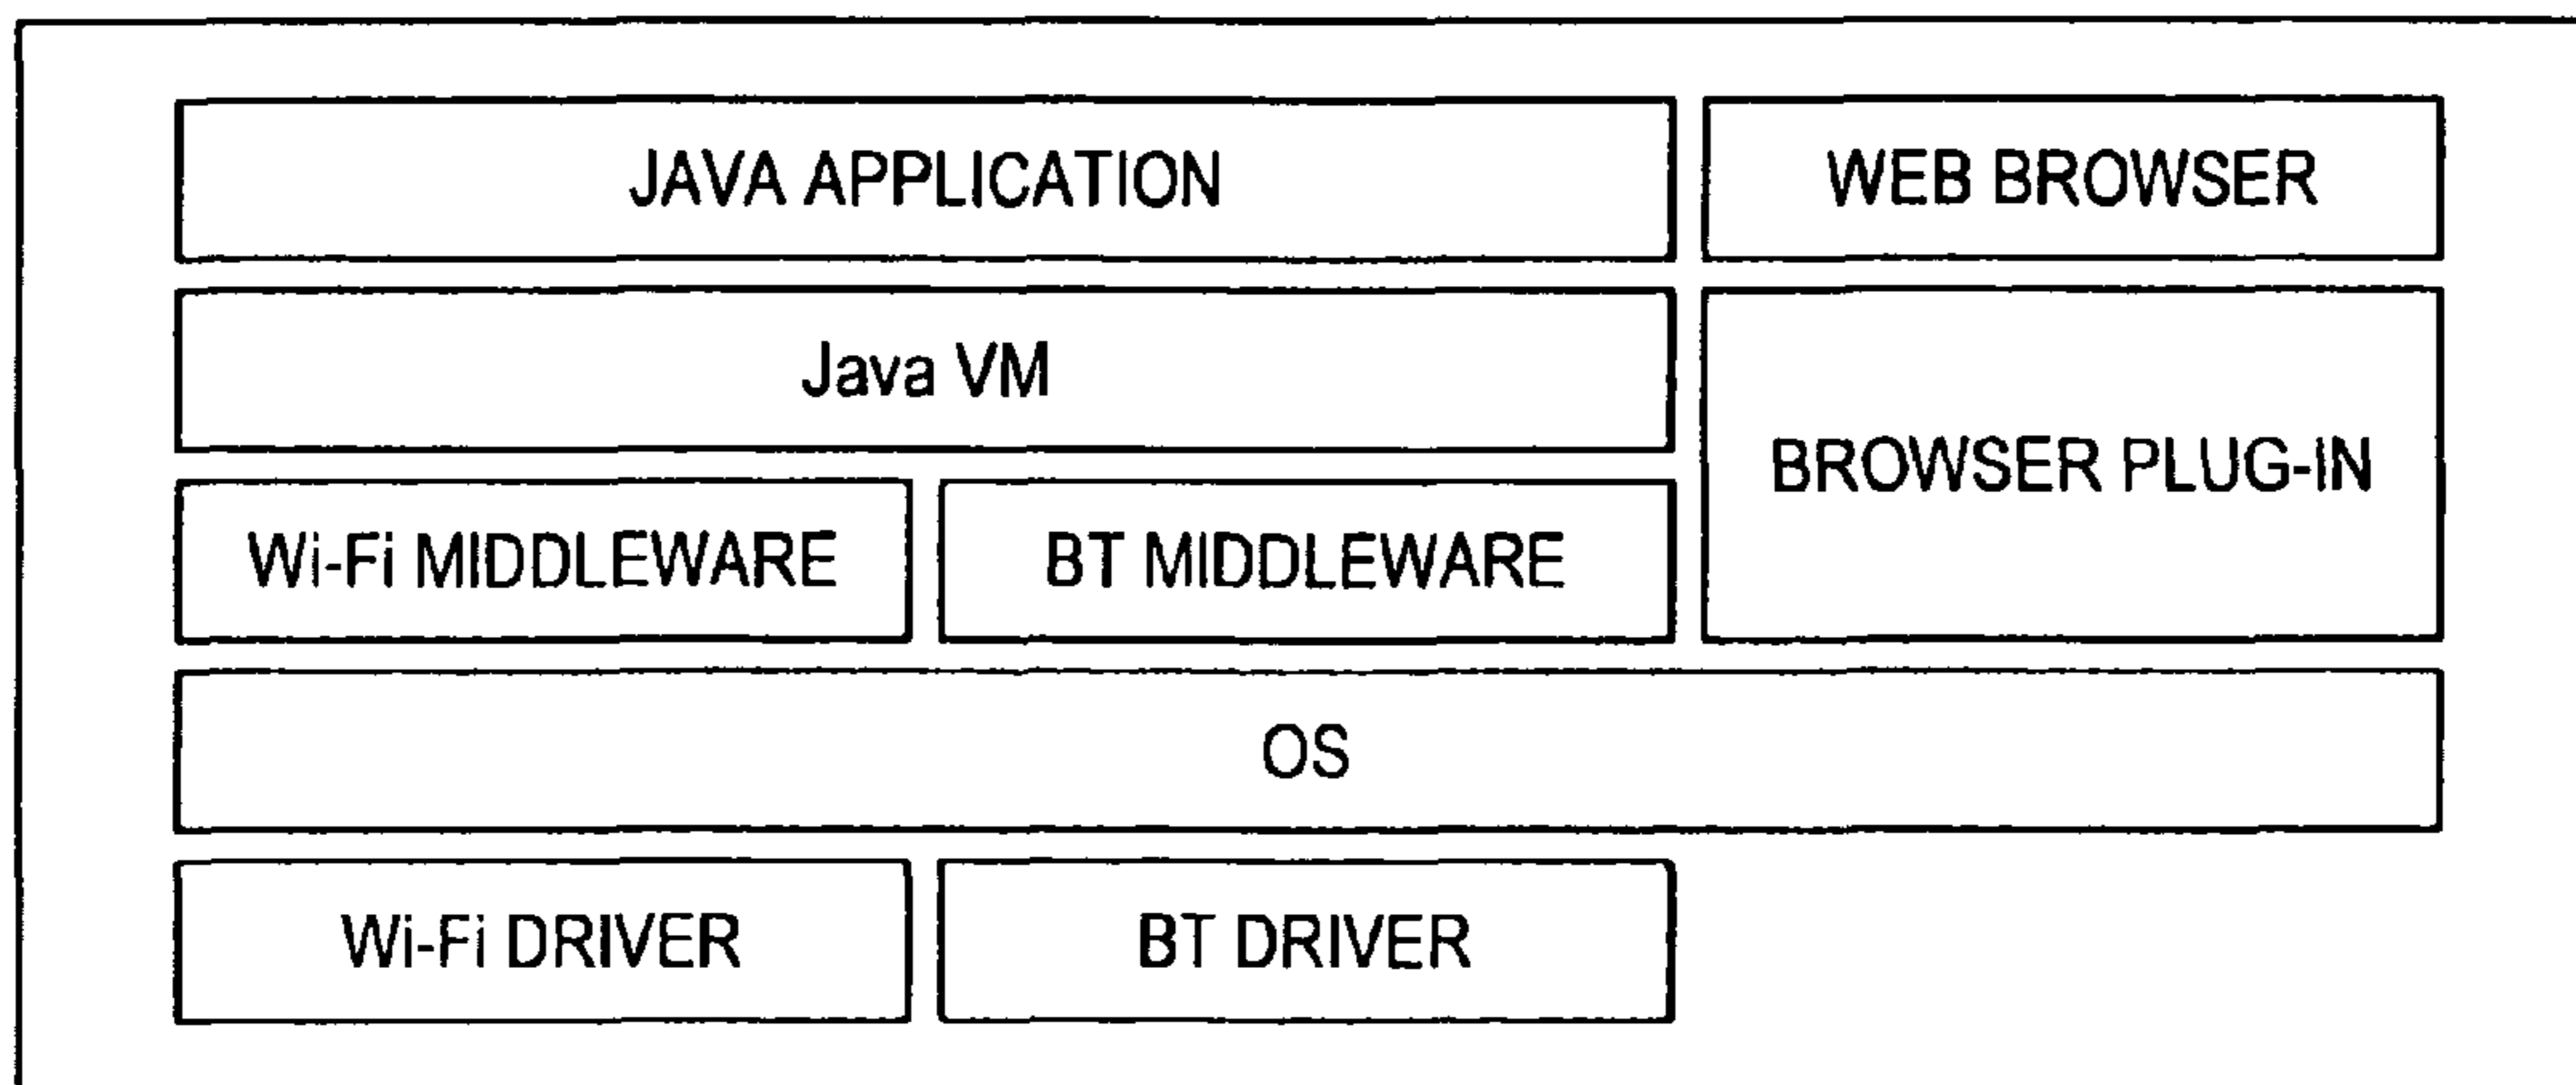 JAVA APPLICATION
WEB BROWSER
Java VM
BROWSER PLUG-IN
Wi-Fi MIDDLEWARE
BT MIDDLEWARE
OS
Wi-Fi DRIVER
BT DRIVER